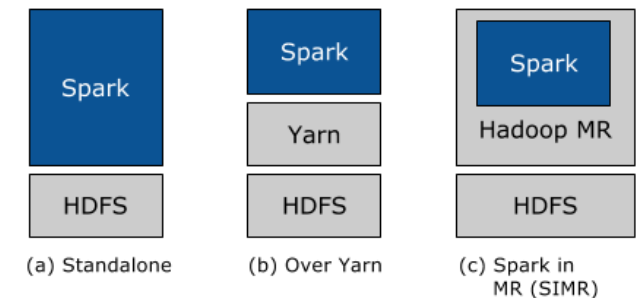 Spark
HDFS
(a) Standalone
Spark
Yarn
HDFS
(b) Over Yarn
Spark
Hadoop MR
HDFS
(c) Spark in
MR (SIMR)